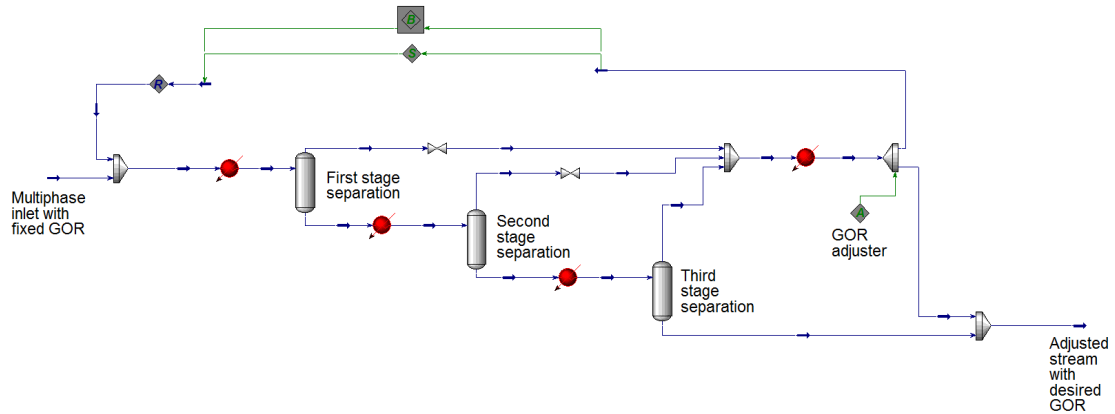 B
S
R
First stage
separation
Multiphase
inlet with
fixed GOR
Second
stage
separation
A
GOR
adjuster
Third
stage
separation
Adjusted
stream
with
desired
GOR